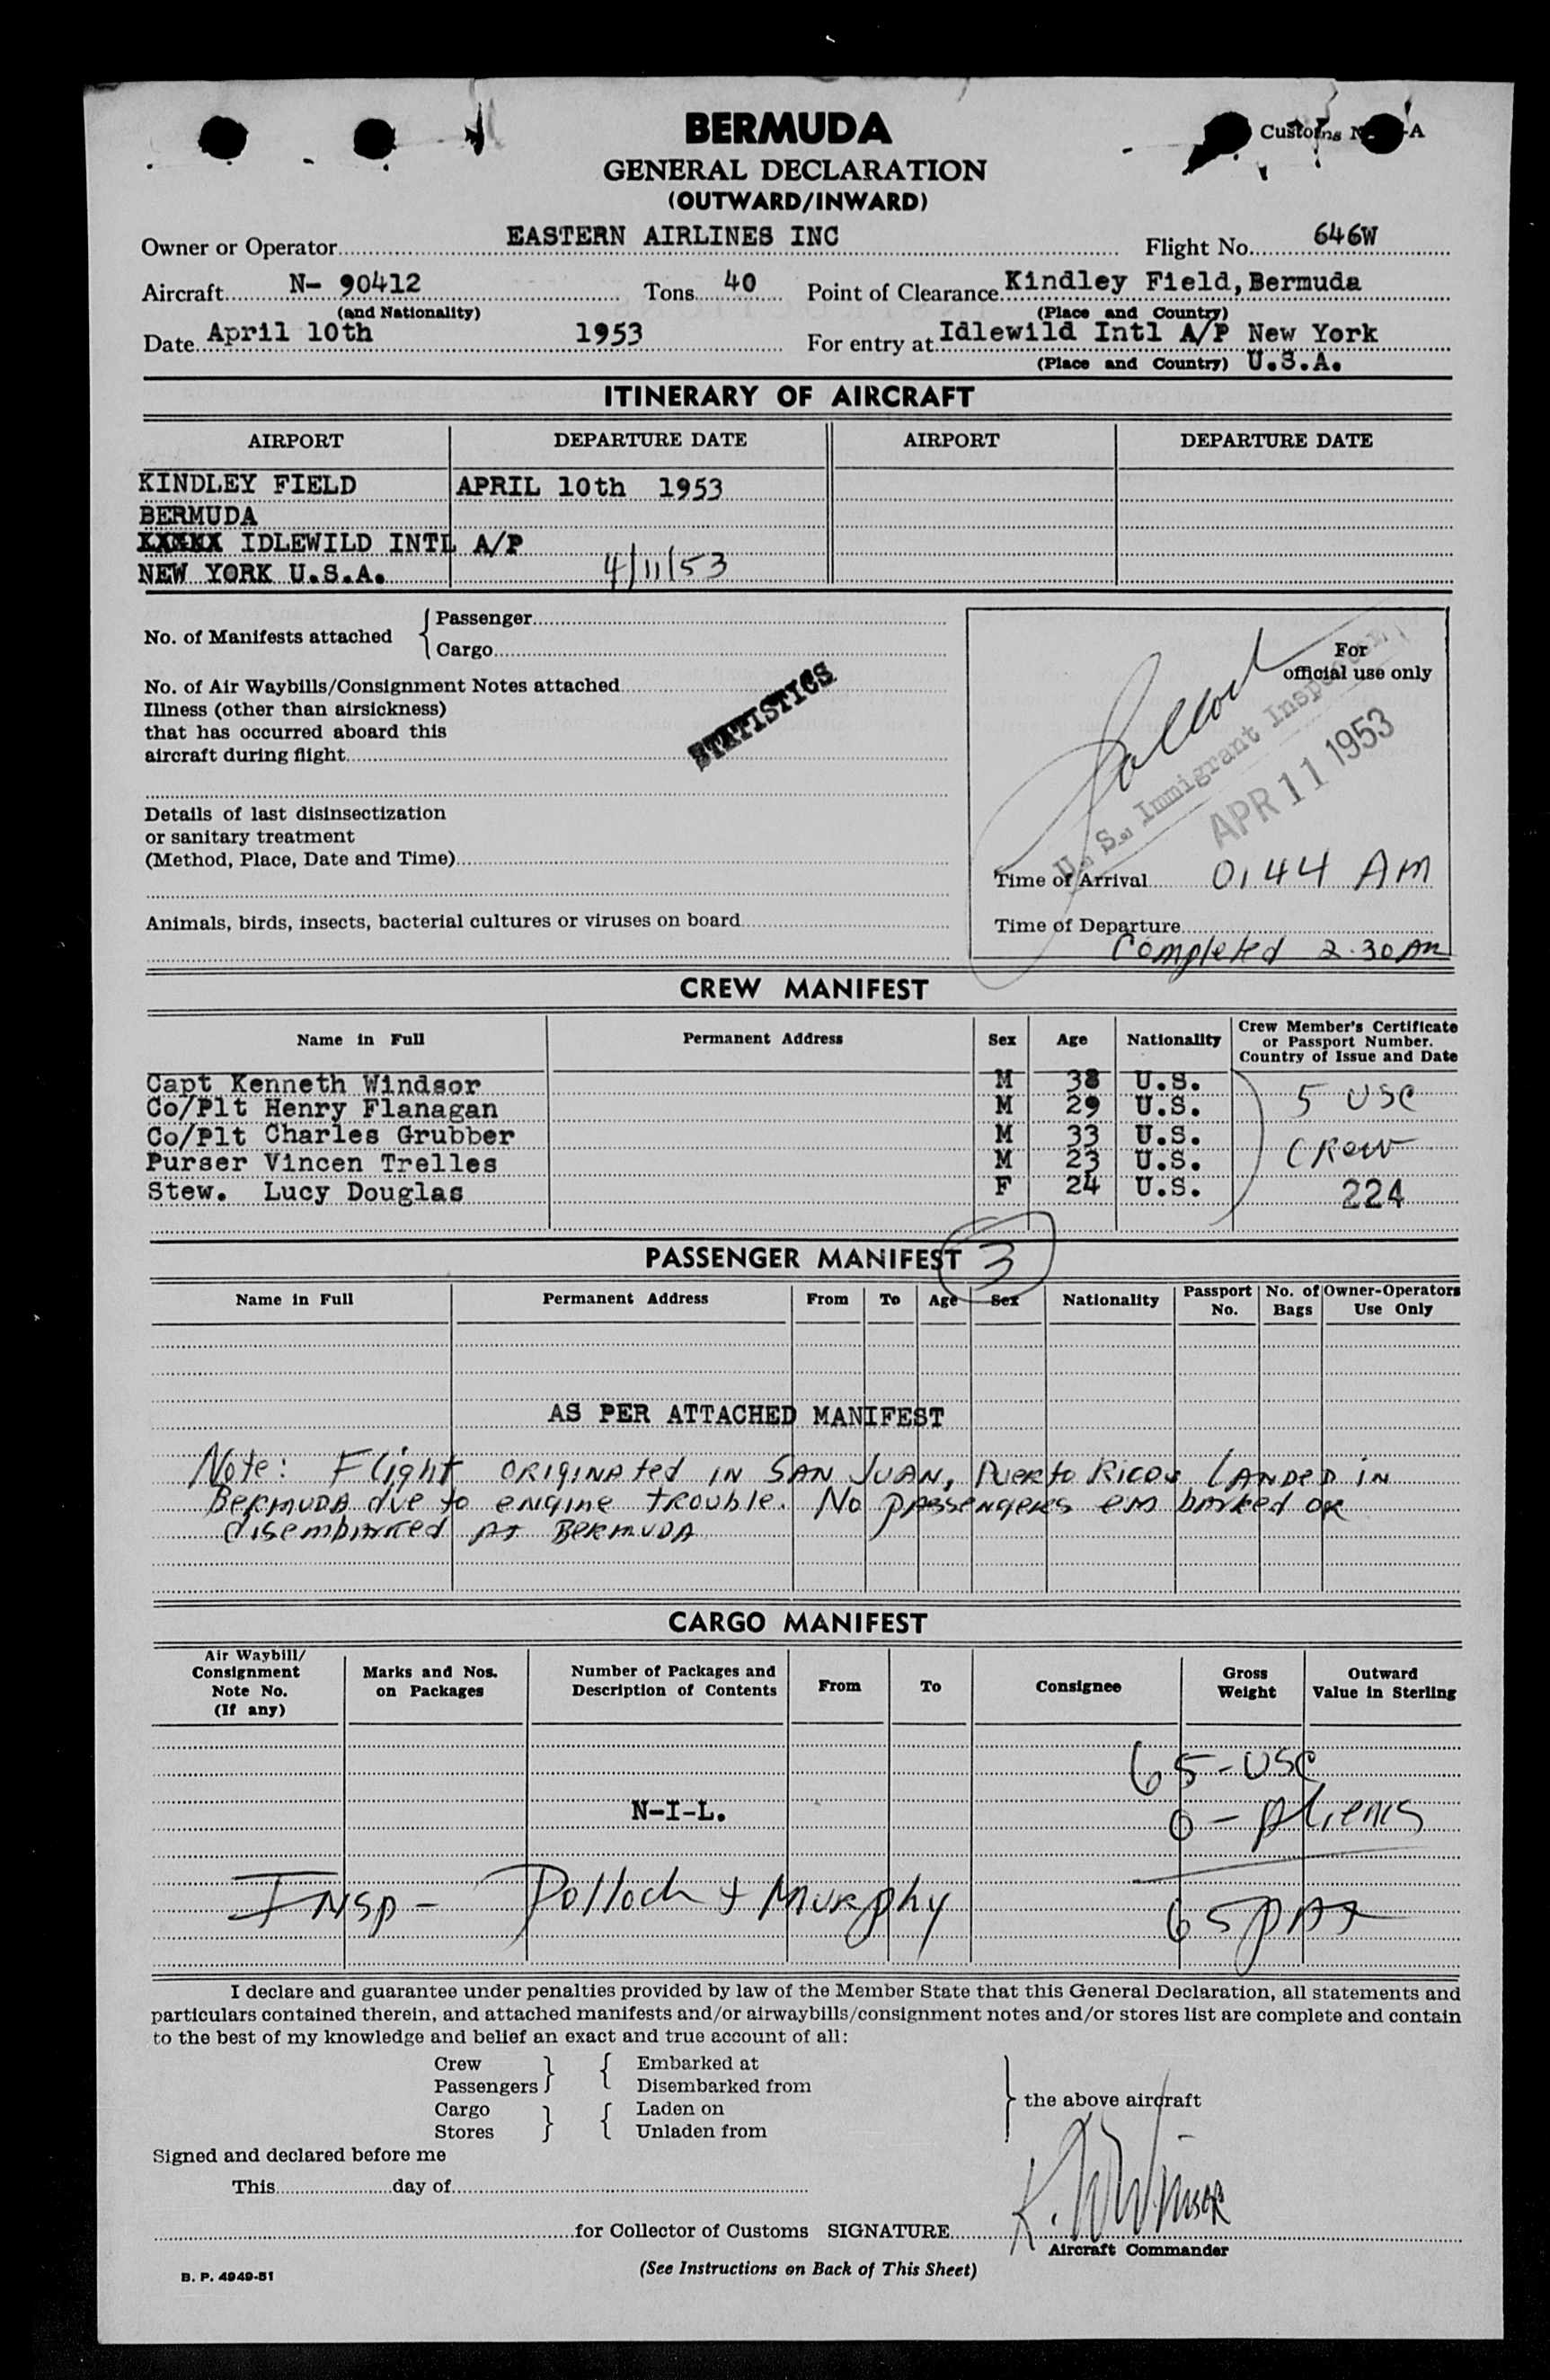 BERMUDA
GENERAL DECLARATION
(OUTWARD/INWARD)
Customs -A
Owner or Operator EASTERN AIRLINES INC Flight No. 646W
Aircraft N- 90412 Tons 40 Point of Clearance Kindley Field, Bermuda
(and Nationality) (Place and Country)
Date April 10th 1953 For entry at Idlewild Intl A/P New York
(Place and Country) U.S.A.
ITINERARY OF AIRCRAFT
AIRPORT DEPARTURE DATE AIRPORT DEPARTURE DATE
KINDLEY FIELD APRIL 10th 1953
BERMUDA
IDLEWILD INTL A/P
NEW YORK U.S.A. 4/11/53
No. of Manifests attached { Passenger
Cargo
No. of Air Waybills/Consignment Notes attached
Illness (other than airsickness)
that has occurred aboard this
aircraft during flight
STATISTICS
Details of last disinsectization
or sanitary treatment
(Method, Place, Date and Time)
Animals, birds, insects, bacterial cultures or viruses on board
For
official use only
Pollock
U. S. Immigrant Inspector
APR 11 1953
Time of Arrival 0144 AM
Time of Departure
Completed 2.30 AM
CREW MANIFEST
Name in Full Permanent Address Sex Age Nationality Crew Member's Certificate
or Passport Number.
Country of Issue and Date
Capt Kenneth Windsor M 38 U.S.
Co/Plt Henry Flanagan M 29 U.S. 5 USC
Co/Plt Charles Grubber M 33 U.S.
Purser Vincen Trelles M 23 U.S. Crew
Stew. Lucy Douglas F 24 U.S. 224
PASSENGER MANIFEST 3
Name in Full Permanent Address From To Age Sex Nationality Passport No. No. of Bags Owner-Operators Use Only
AS PER ATTACHED MANIFEST
Note: Flight originated in San Juan, Puerto Rico. Landed in
Bermuda due to engine trouble. No passengers embarked or
disembarked at Bermuda
CARGO MANIFEST
Air Waybill/
Consignment
Note No.
(If any)
Marks and Nos.
on Packages
Number of Packages and
Description of Contents
From To Consignee
Gross
Weight
Outward
Value in Sterling
65 - USC
N-I-L.
0 - Aliens
Insp - Pollock + Murphy
65 pax
I declare and guarantee under penalties provided by law of the Member State that this General Declaration, all statements and
particulars contained therein, and attached manifests and/or airwaybills/consignment notes and/or stores list are complete and contain
to the best of my knowledge and belief an exact and true account of all:
Crew } { Embarked at
Passengers Disembarked from
} the above aircraft
Cargo } { Laden on
Stores Unladen from
Signed and declared before me
This day of
for Collector of Customs SIGNATURE K. W. Winsor
Aircraft Commander
(See Instructions on Back of This Sheet)
B. P. 4949-51